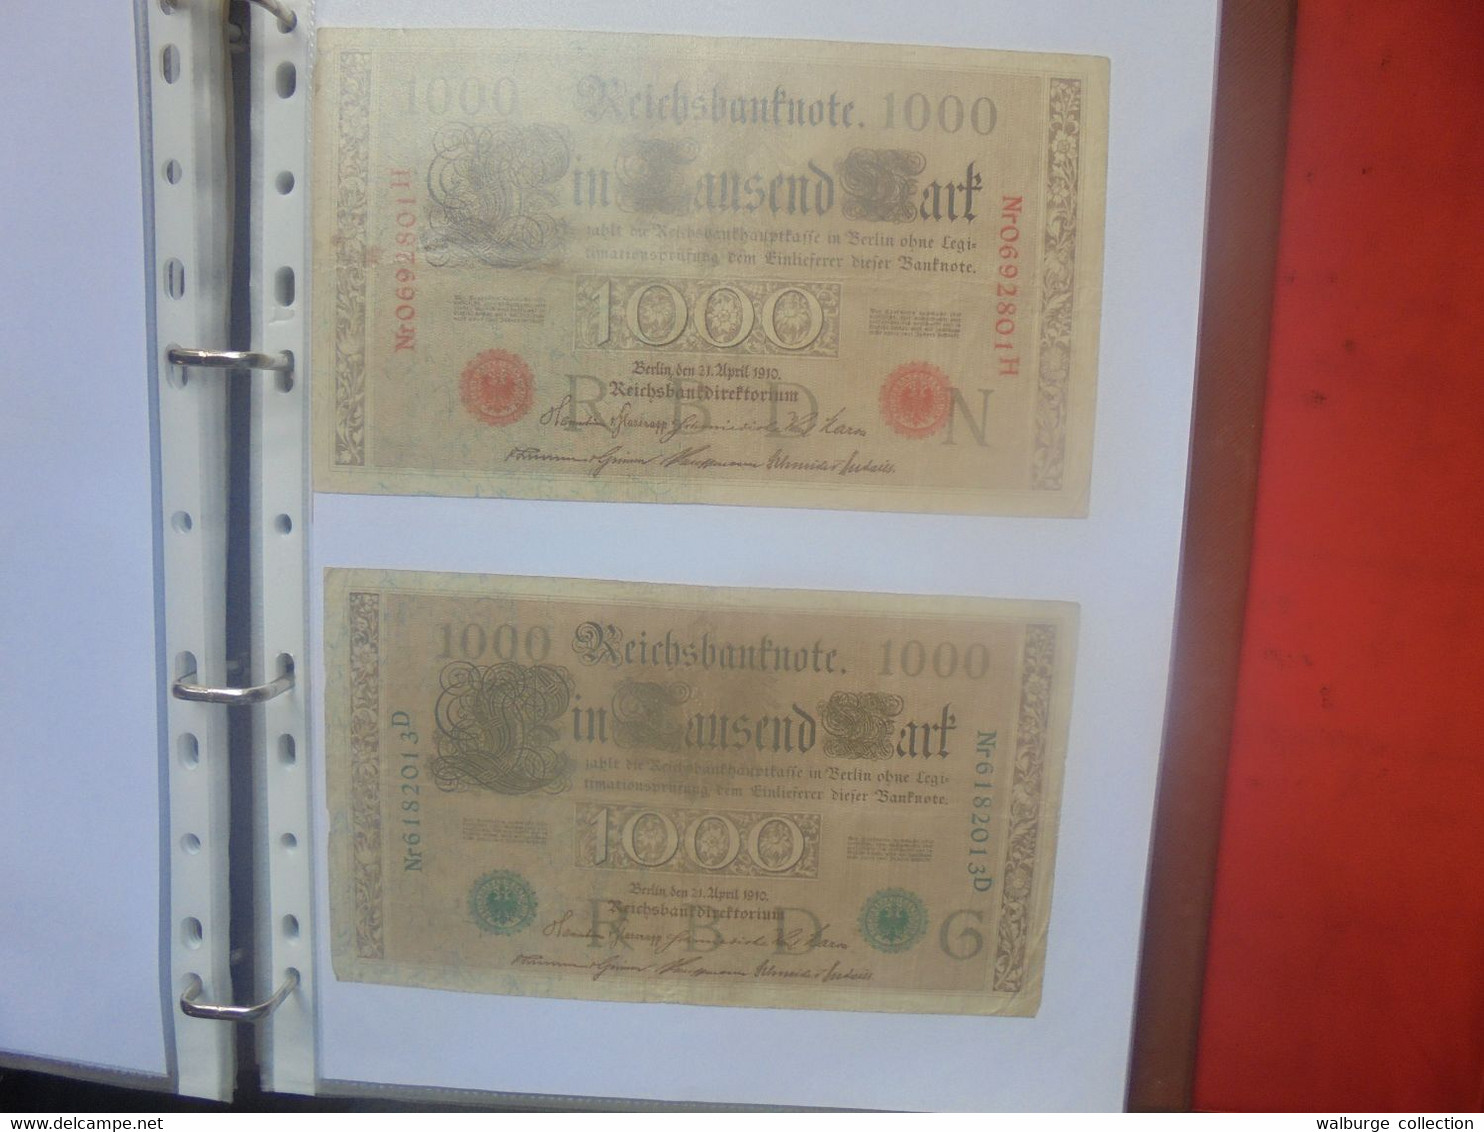 1000 Reichsbanknote. 1000
Ein Tausend Mark
zahlt die Reichsbankhauptkasse in Berlin ohne Legi-
timationsprüfung dem Einlieferer dieser Banknote.
Nr0692801H
Nr0692801H
1000
Berlin, den 21. April 1910.
Reichsbankdirektorium
R B D N
1000 Reichsbanknote. 1000
Ein Tausend Mark
zahlt die Reichsbankhauptkasse in Berlin ohne Legi-
timationsprüfung dem Einlieferer dieser Banknote.
Nr6182013D
Nr6182013D
1000
Berlin, den 21. April 1910.
Reichsbankdirektorium
R B D G
delcampe.net
walburge collection